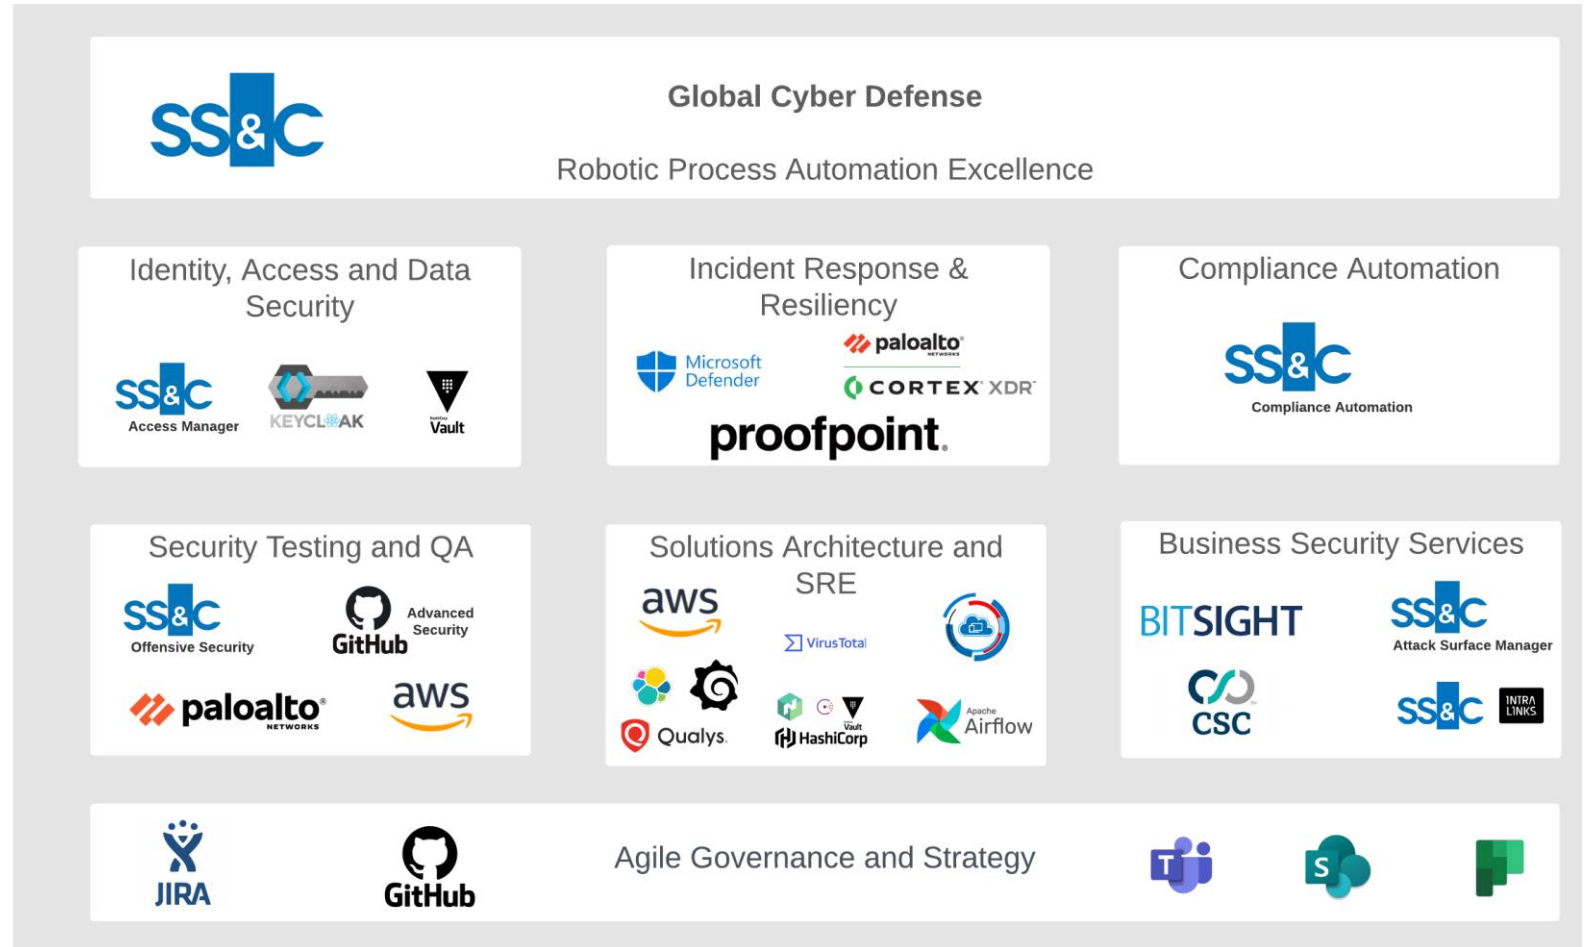 SS&C
Global Cyber Defense
Robotic Process Automation Excellence
Identity, Access and Data
Security
SS&C
Access Manager
KEYCLOAK
Vault
Incident Response &
Resiliency
Microsoft
Defender
paloalto
NETWORKS
CORTEX XDR
proofpoint
Compliance Automation
SS&C
Compliance Automation
Security Testing and QA
SS&C
Offensive Security
GitHub
Advanced
Security
paloalto
NETWORKS
aws
Solutions Architecture and
SRE
aws
VirusTotal
Qualys.
Vault
HashiCorp
Apache
Airflow
Business Security Services
BITSIGHT
SS&C
Attack Surface Manager
CSC
SS&C
INTRA
LINKS
JIRA
GitHub
Agile Governance and Strategy
T
S